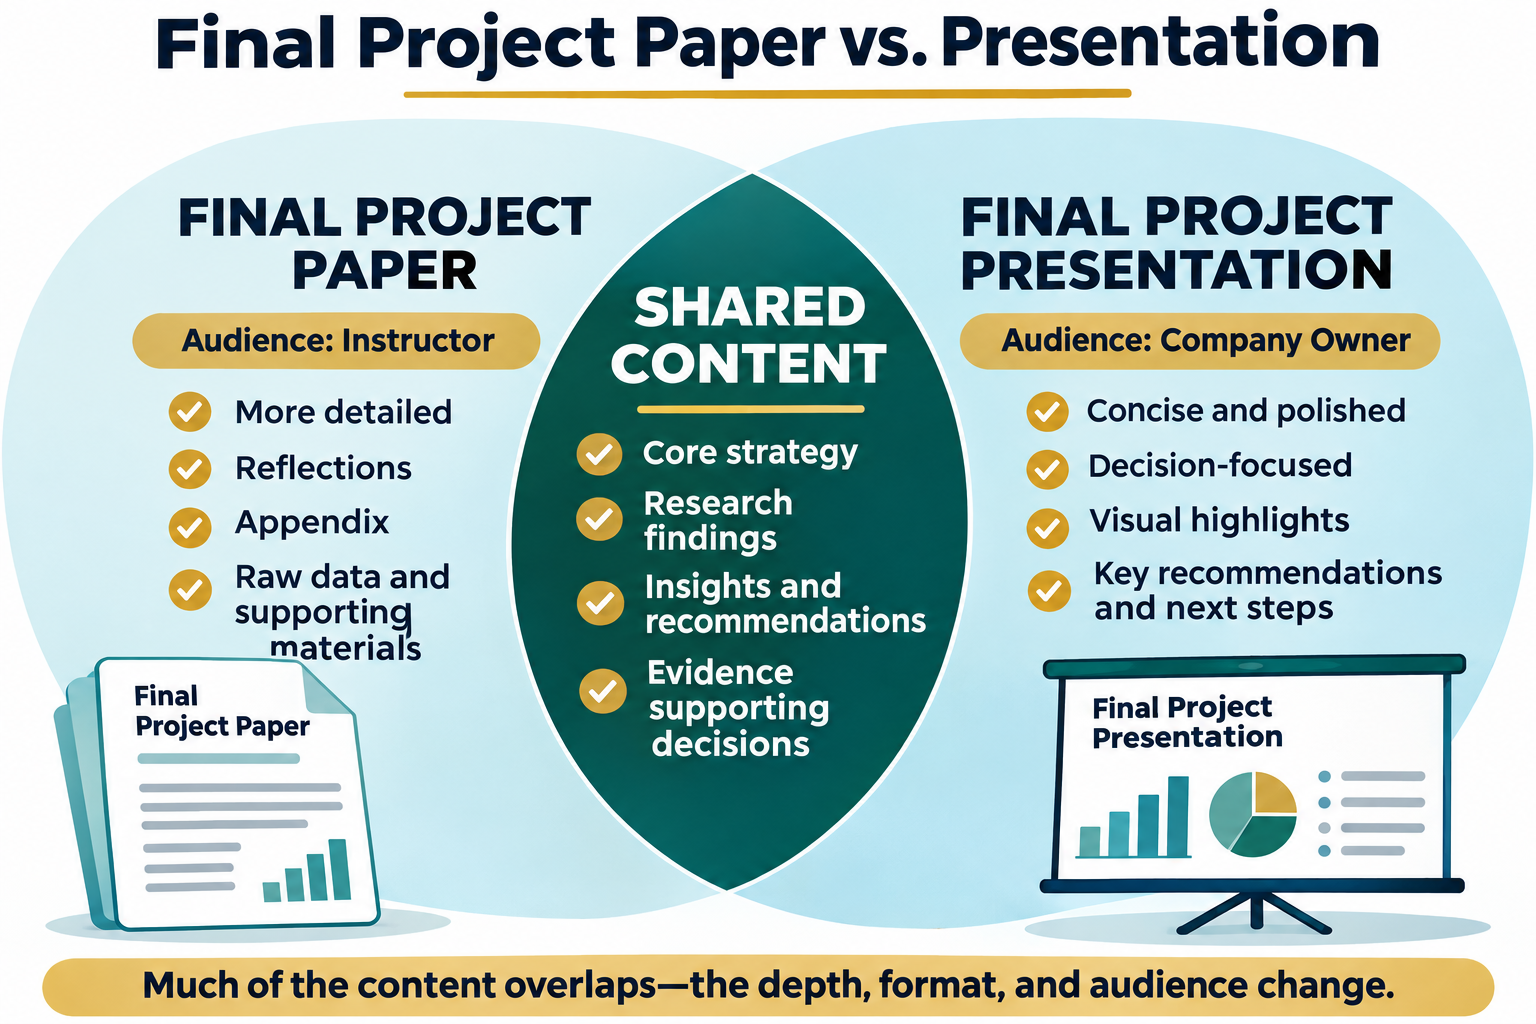 Final Project Paper vs. Presentation
FINAL PROJECT
PAPER
Audience: Instructor
More detailed
Reflections
Appendix
Raw data and
supporting
materials
Final
Project Paper
SHARED
CONTENT
Core strategy
Research
findings
Insights and
recommendations
Evidence
supporting
decisions
FINAL PROJECT
PRESENTATION
Audience: Company Owner
Concise and polished
Decision-focused
Visual highlights
Key recommendations
and next steps
Final Project
Presentation
Much of the content overlaps—the depth, format, and audience change.